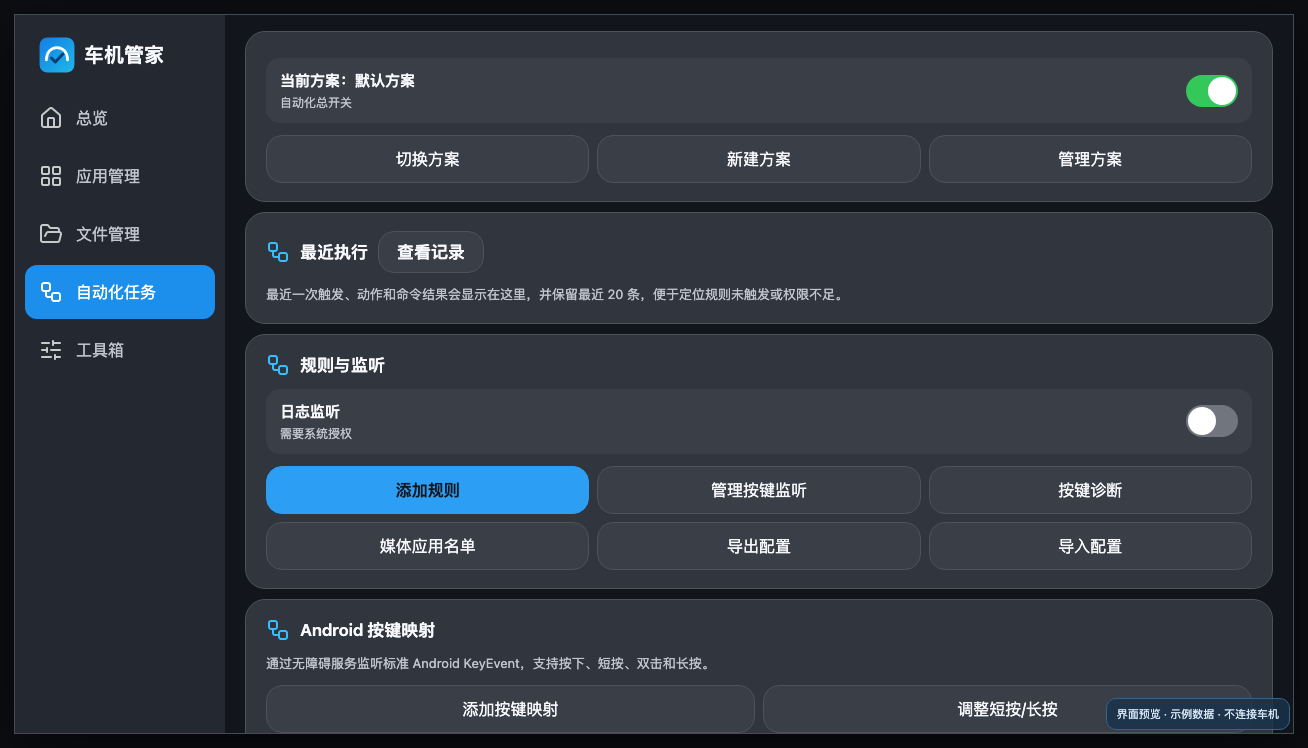 车机管家
总览
应用管理
文件管理
自动化任务
工具箱
当前方案：默认方案
自动化总开关
切换方案
新建方案
管理方案
最近执行
查看记录
最近一次触发、动作和命令结果会显示在这里，并保留最近 20 条，便于定位规则未触发或权限不足。
规则与监听
日志监听
需要系统授权
添加规则
管理按键监听
按键诊断
媒体应用名单
导出配置
导入配置
Android 按键映射
通过无障碍服务监听标准 Android KeyEvent，支持按下、短按、双击和长按。
添加按键映射
调整短按/长按
界面预览 · 示例数据 · 不连接车机